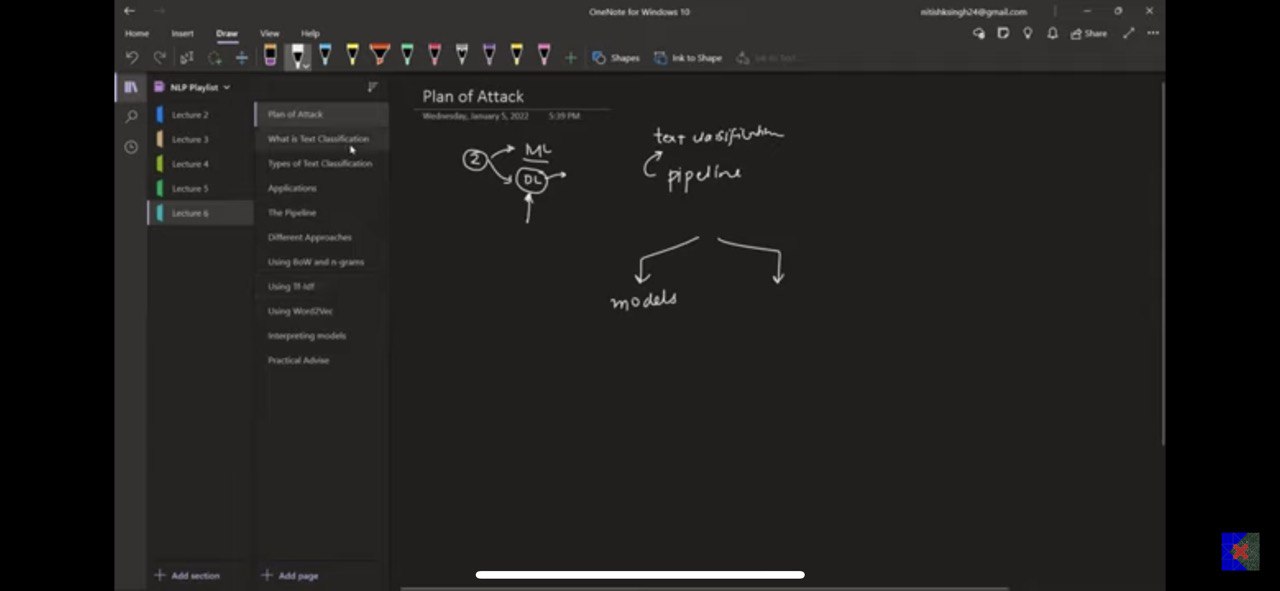 OneNote for Windows 10
nitishksingh24@gmail.com
Home Insert Draw View Help
Share
Shapes Ink to Shape Ink to Text
NLP Playlist
Lecture 2
Lecture 3
Lecture 4
Lecture 5
Lecture 6
Add section
Plan of Attack
What is Text Classification
Types of Text Classification
Applications
The Pipeline
Different Approaches
Using BoW and n-grams
Using Tf-Idf
Using Word2Vec
Interpreting models
Practical Advise
Add page
Plan of Attack
Wednesday, January 5, 2022 5:39 PM
2 ML
DL
text classification
pipeline
models